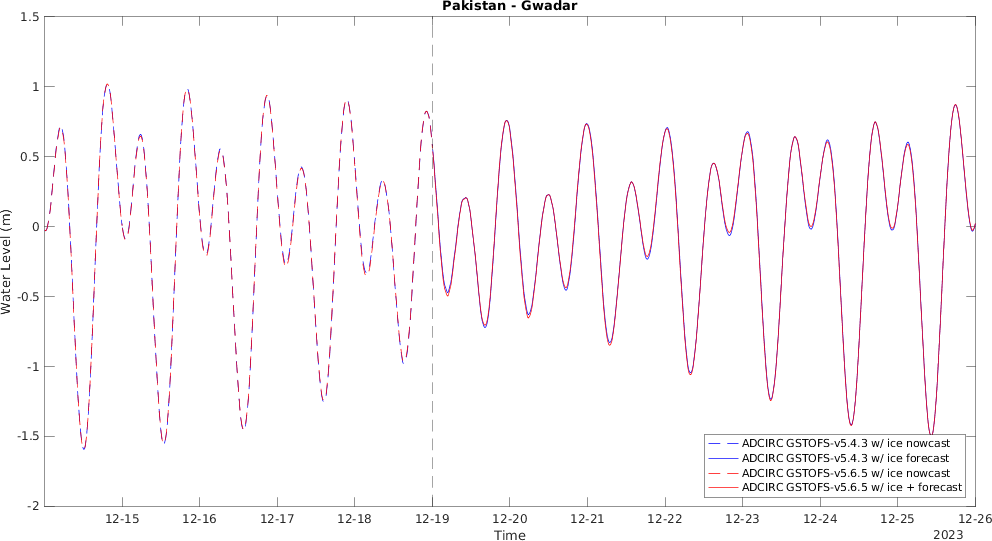 Pakistan - Gwadar
1.5
1
0.5
0
-0.5
-1
-1.5
-2
Water Level (m)
ADCIRC GSTOFS-v5.4.3 w/ ice nowcast
ADCIRC GSTOFS-v5.4.3 w/ ice forecast
ADCIRC GSTOFS-v5.6.5 w/ ice nowcast
ADCIRC GSTOFS-v5.6.5 w/ ice + forecast
12-15 12-16 12-17 12-18 12-19 12-20 12-21 12-22 12-23 12-24 12-25 12-26
Time
2023